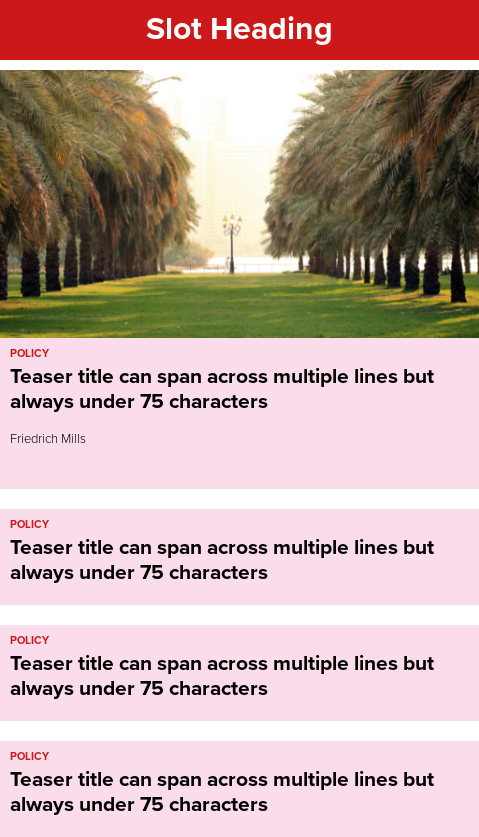 Slot Heading
POLICY
Teaser title can span across multiple lines but
always under 75 characters
Friedrich Mills
POLICY
Teaser title can span across multiple lines but
always under 75 characters
POLICY
Teaser title can span across multiple lines but
always under 75 characters
POLICY
Teaser title can span across multiple lines but
always under 75 characters